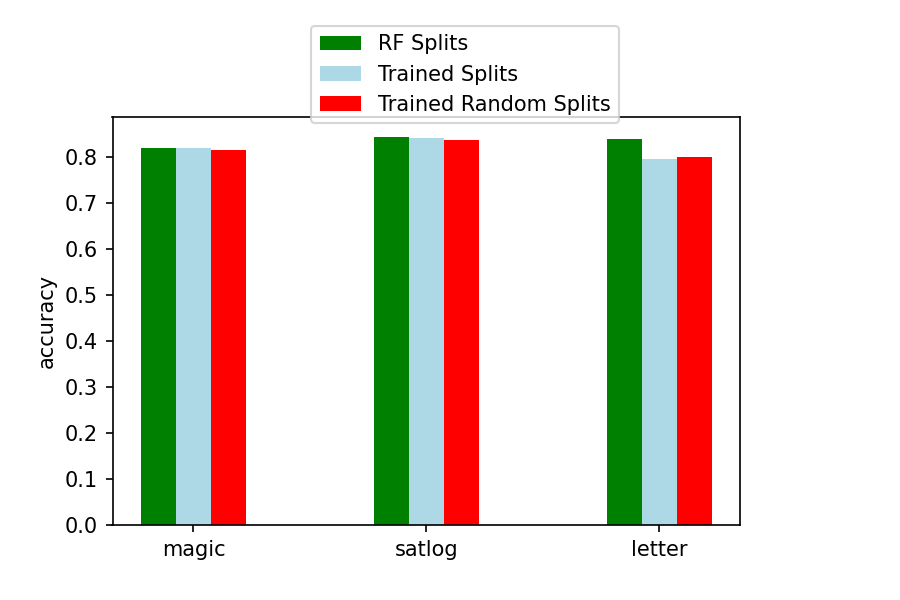 RF Splits
Trained Splits
Trained Random Splits
accuracy
0.8
0.7
0.6
0.5
0.4
0.3
0.2
0.1
0.0
magic
satlog
letter